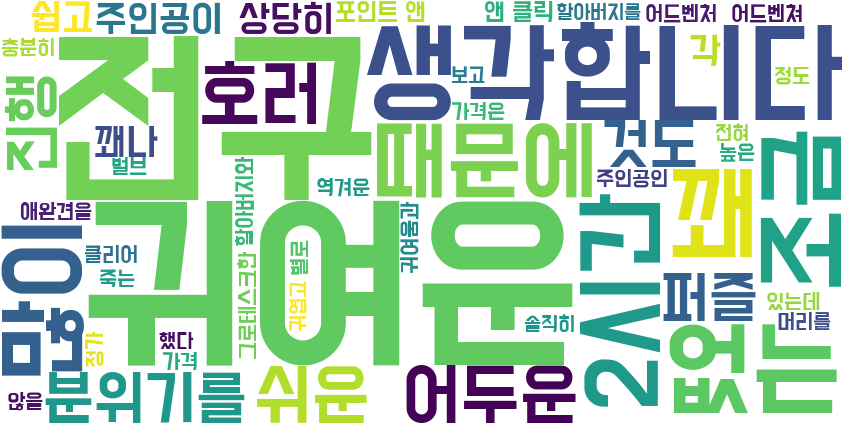 쉽고
주인공이
상당히
포인트 앤
앤 클릭
할아버지를
어드벤처
어드벤쳐
충분히
전구
생각합니다
각
보고
정도
호러
가격은
진행
꽤나
벌브
때문에
것도
전혀
높은
조금
역겨운
주인공인
꽤
애완견을
귀여운
할아버지와
귀여움과
2시간
많이
클리어
죽는
그로테스크한
별로
귀엽고
퍼즐
있는데
머리를
솔직히
없는
정가
했다
가격
않을
분위기를
쉬운
어두운